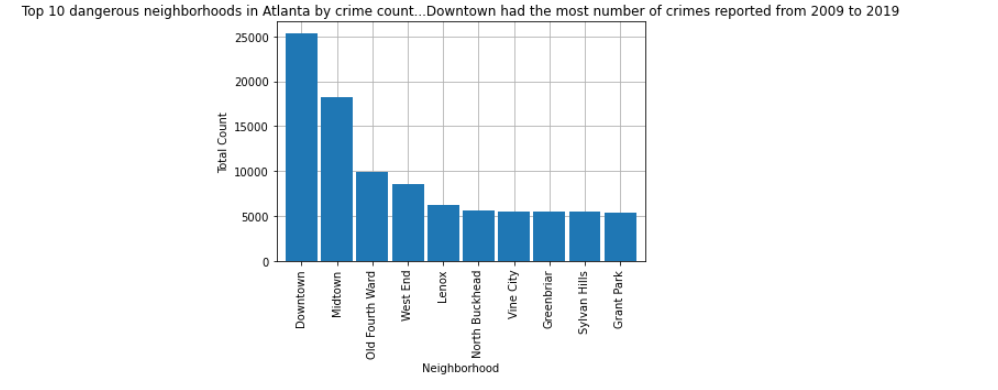 Top 10 dangerous neighborhoods in Atlanta by crime count...Downtown had the most number of crimes reported from 2009 to 2019
25000
20000
15000
10000
5000
0
Total Count
Downtown
Midtown
Old Fourth Ward
West End
Lenox
North Buckhead
Vine City
Greenbriar
Sylvan Hills
Grant Park
Neighborhood